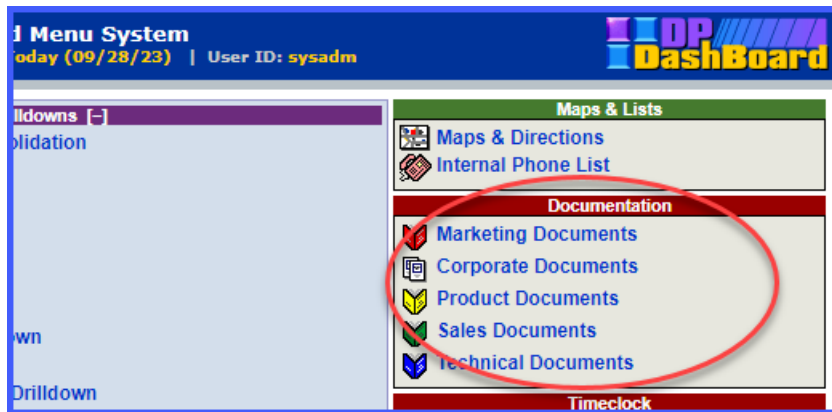 d Menu System
Today (09/28/23) | User ID: sysadm
DP
DashBoard
lldowns [-]
olidation
own
Drilldown
Maps & Lists
Maps & Directions
Internal Phone List
Documentation
Marketing Documents
Corporate Documents
Product Documents
Sales Documents
Technical Documents
Timeclock